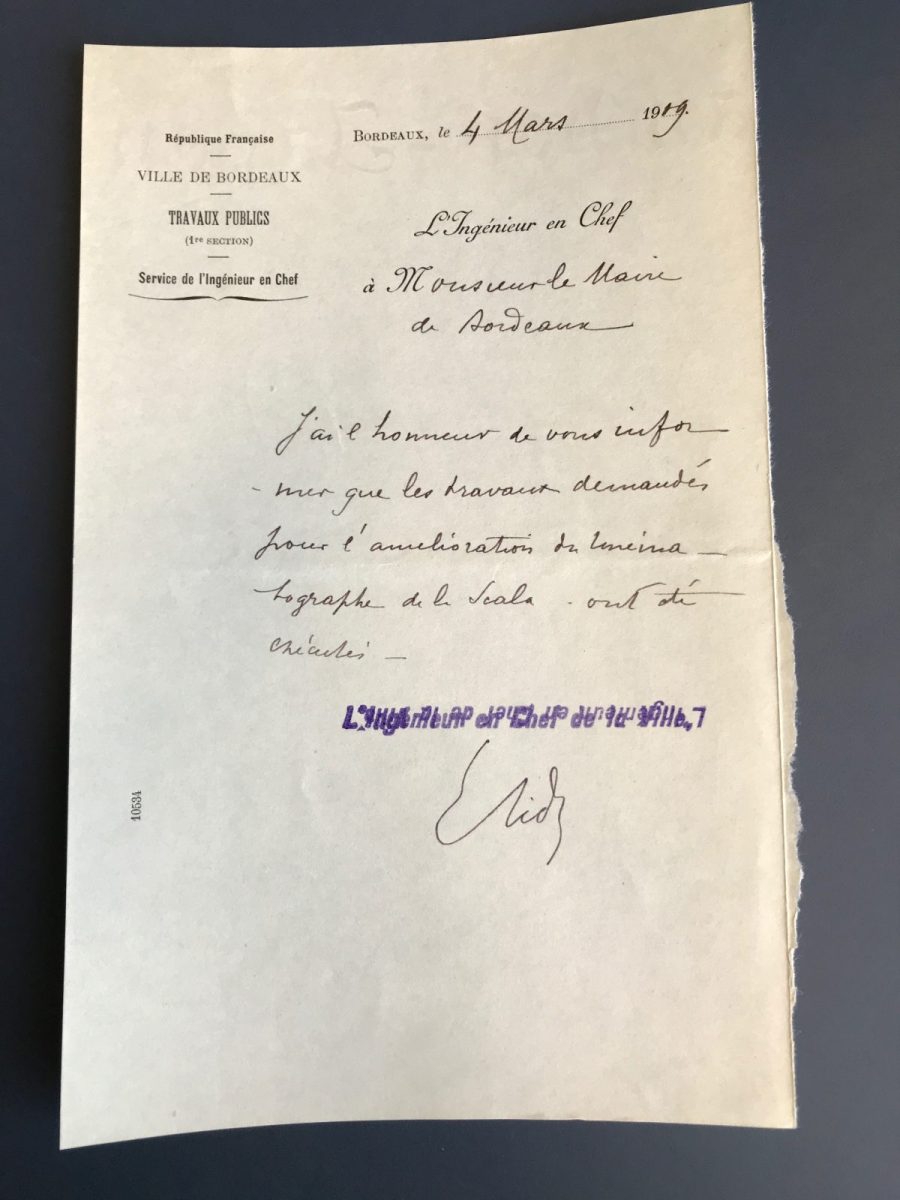 République Française
VILLE DE BORDEAUX
TRAVAUX PUBLICS
(1re SECTION)
Service de l'Ingénieur en Chef
BORDEAUX, le 4 Mars 1909.
L'Ingénieur en Chef
à Monsieur le Maire
de Bordeaux
J'ai l'honneur de vous infor
-mer que les travaux demandés
pour l'amelioration du cinéma-
tographe de la Scala - ont été
exécutés -
L'Ingénieur en Chef de la Ville,
10534